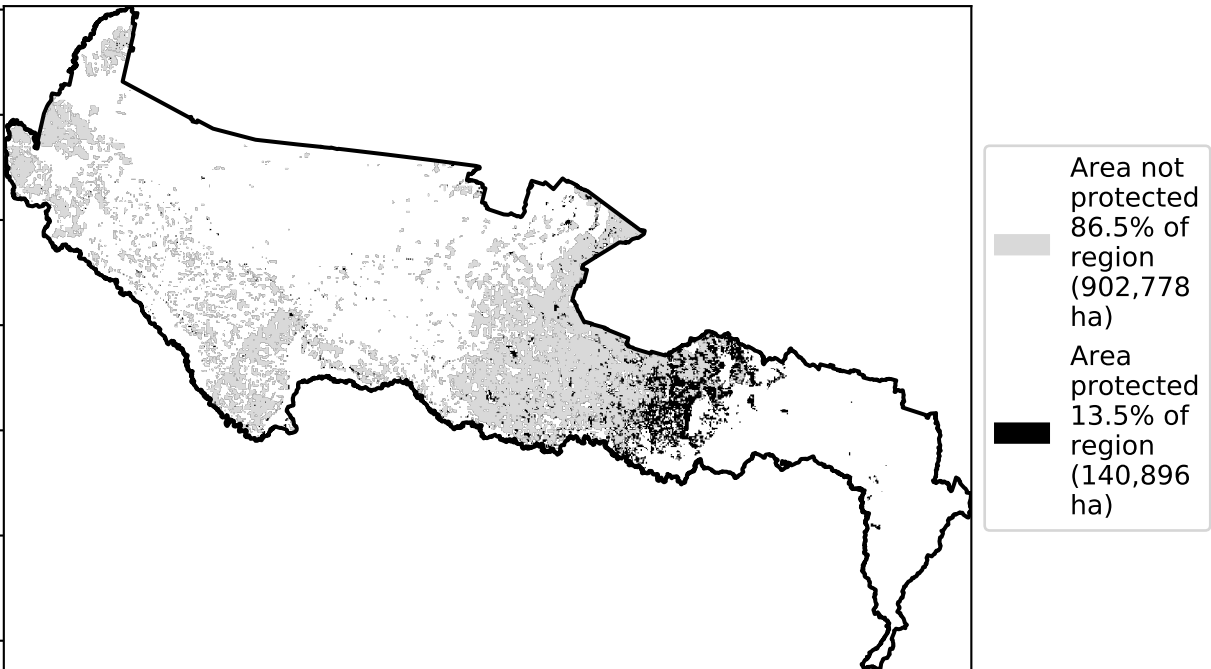 Area not
protected
86.5% of
region
(902,778
ha)
Area
protected
13.5% of
region
(140,896
ha)